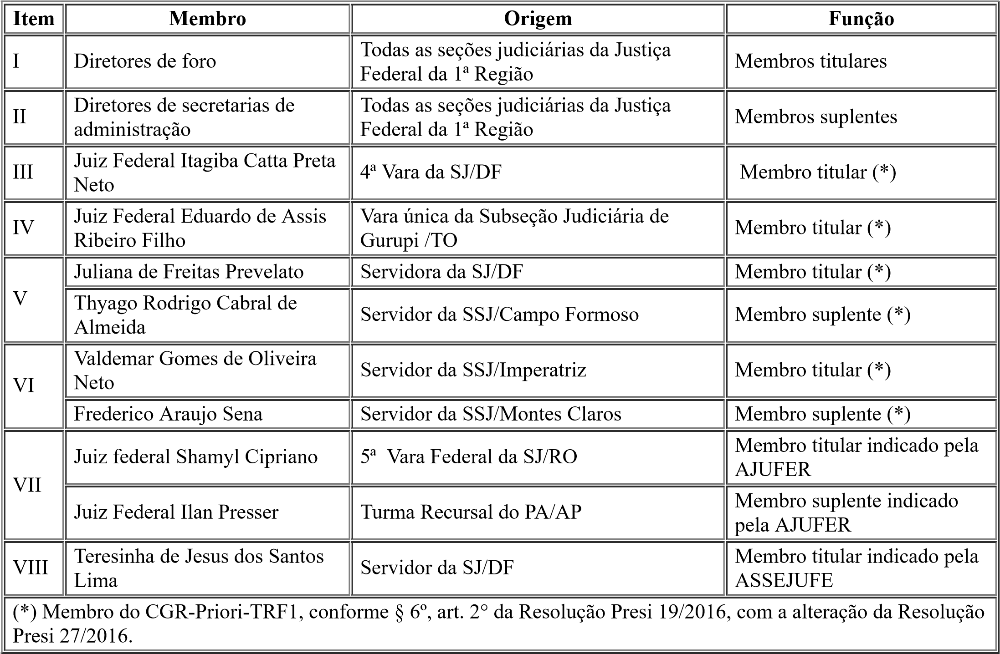 Item Membro Origem Função
I Diretores de foro Todas as seções judiciárias da Justiça
Federal da 1ª Região Membros titulares
II Diretores de secretarias de
administração Todas as seções judiciárias da Justiça
Federal da 1ª Região Membros suplentes
III Juiz Federal Itagiba Catta Preta
Neto 4ª Vara da SJ/DF Membro titular (*)
IV Juiz Federal Eduardo de Assis
Ribeiro Filho Vara única da Subseção Judiciária de
Gurupi /TO Membro titular (*)
V Juliana de Freitas Prevelato Servidora da SJ/DF Membro titular (*)
Thyago Rodrigo Cabral de
Almeida Servidor da SSJ/Campo Formoso Membro suplente (*)
VI Valdemar Gomes de Oliveira
Neto Servidor da SSJ/Imperatriz Membro titular (*)
Frederico Araujo Sena Servidor da SSJ/Montes Claros Membro suplente (*)
VII Juiz federal Shamyl Cipriano 5ª  Vara Federal da SJ/RO Membro titular indicado pela
AJUFER
Juiz Federal Ilan Presser Turma Recursal do PA/AP Membro suplente indicado
pela AJUFER
VIII Teresinha de Jesus dos Santos
Lima Servidor da SJ/DF Membro titular indicado pela
ASSEJUFE
(*) Membro do CGR-Priori-TRF1, conforme § 6º, art. 2° da Resolução Presi 19/2016, com a alteração da Resolução
Presi 27/2016.